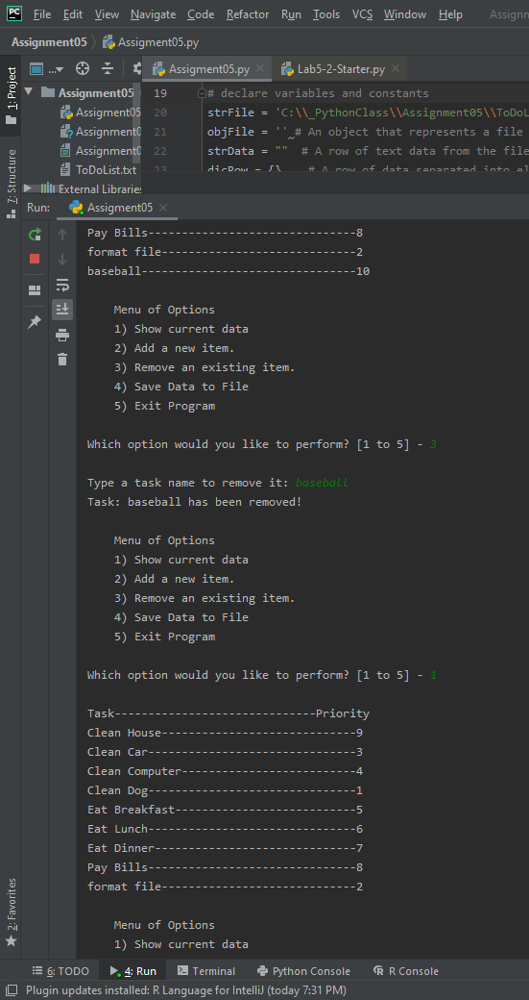 PC File Edit View Navigate Code Refactor Run Tools VCS Window Help Assignm
Assignment05 Assigment05.py
1: Project
7: Structure
2: Favorites
...
Assignment05
Assigment05
Assignment
Assignment
ToDoList.txt
External Libraries
Assigment05.py Lab5-2-Starter.py
19 # declare variables and constants
20 strFile = 'C:\\_PythonClass\\Assignment05\\ToDoL
21 objFile = '' # An object that represents a file
22 strData = "" # A row of text data from the file
23 dicRow = {} # A row of data separated into el
Run: Assigment05
Pay Bills-------------------------------8
format file-----------------------------2
baseball--------------------------------10
Menu of Options
1) Show current data
2) Add a new item.
3) Remove an existing item.
4) Save Data to File
5) Exit Program
Which option would you like to perform? [1 to 5] - 3
Type a task name to remove it: baseball
Task: baseball has been removed!
Menu of Options
1) Show current data
2) Add a new item.
3) Remove an existing item.
4) Save Data to File
5) Exit Program
Which option would you like to perform? [1 to 5] - 1
Task------------------------------Priority
Clean House-----------------------------9
Clean Car-------------------------------3
Clean Computer--------------------------4
Clean Dog-------------------------------1
Eat Breakfast---------------------------5
Eat Lunch-------------------------------6
Eat Dinner------------------------------7
Pay Bills-------------------------------8
format file-----------------------------2
Menu of Options
1) Show current data
6: TODO 4: Run Terminal Python Console R Console
Plugin updates installed: R Language for IntelliJ (today 7:31 PM)